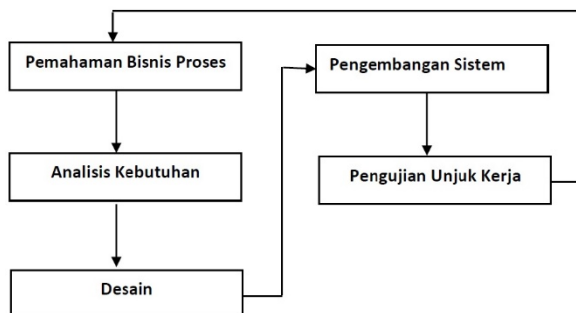 Pemahaman Bisnis Proses
Analisis Kebutuhan
Desain
Pengembangan Sistem
Pengujian Unjuk Kerja